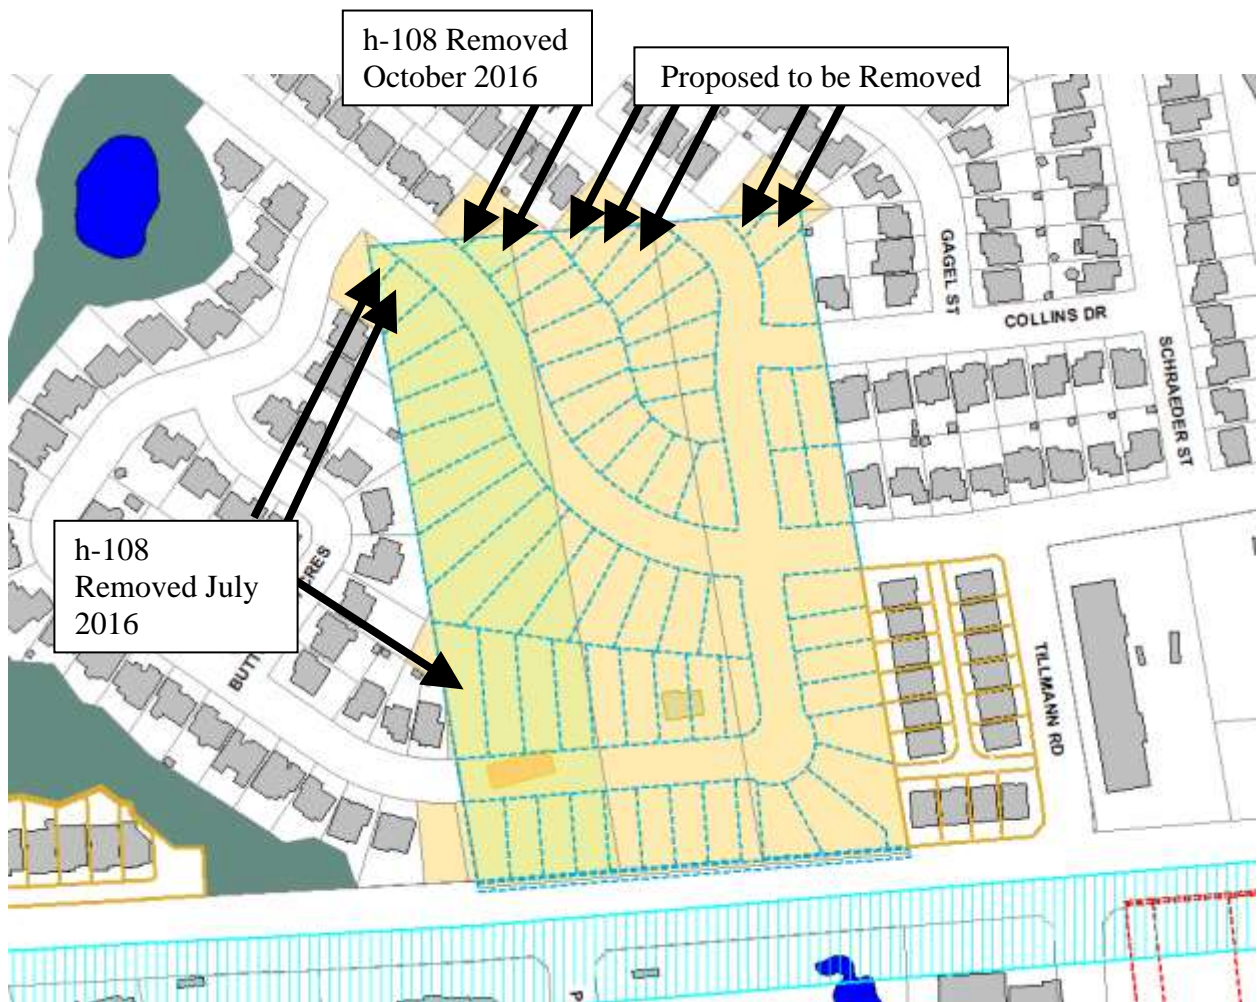 h-108 Removed
October 2016
Proposed to be Removed
GAGEL ST
COLLINS DR
SCHRAEDER ST
h-108
Removed July
2016
TILLMANN RD
P